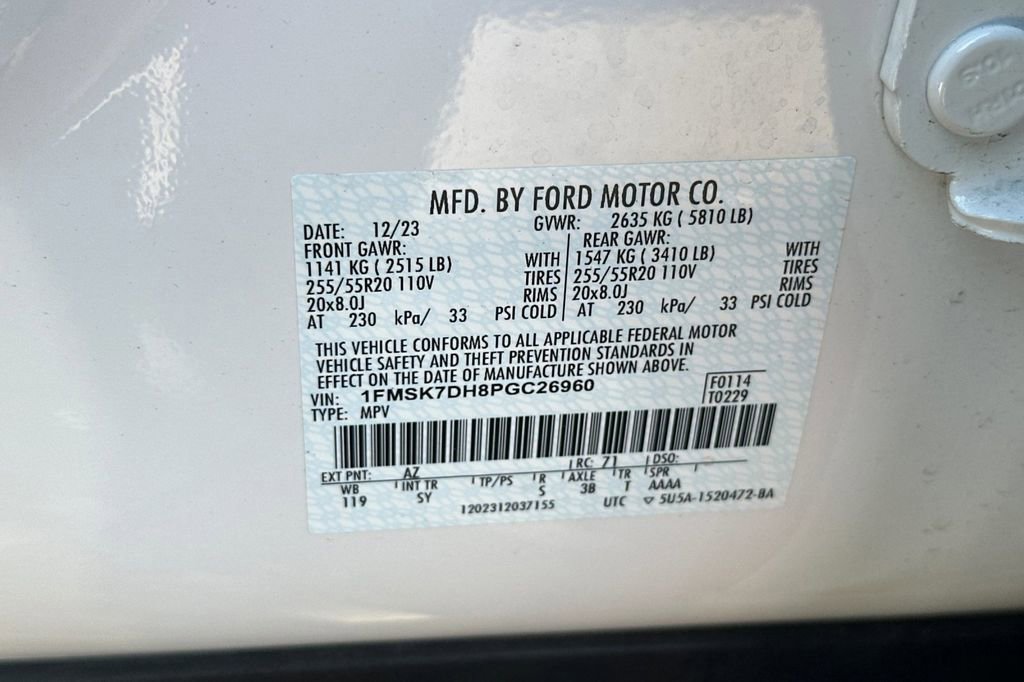 MFD. BY FORD MOTOR CO.
DATE: 12/23 GVWR: 2635 KG ( 5810 LB)
FRONT GAWR: REAR GAWR:
1141 KG ( 2515 LB) WITH 1547 KG ( 3410 LB) WITH
255/55R20 110V TIRES 255/55R20 110V TIRES
20x8.0J RIMS 20x8.0J RIMS
AT 230 kPa/ 33 PSI COLD AT 230 kPa/ 33 PSI COLD
THIS VEHICLE CONFORMS TO ALL APPLICABLE FEDERAL MOTOR
VEHICLE SAFETY AND THEFT PREVENTION STANDARDS IN
EFFECT ON THE DATE OF MANUFACTURE SHOWN ABOVE.
VIN: 1FMSK7DH8PGC26960 F0114
TYPE: MPV T0229
EXT PNT: AZ RC: 71 DSO:
WB INT TR TP/PS R AXLE TR SPR
119 SY S 3B T AAAA
1202312037155 UTC ▽ 5U5A-1520472-BA